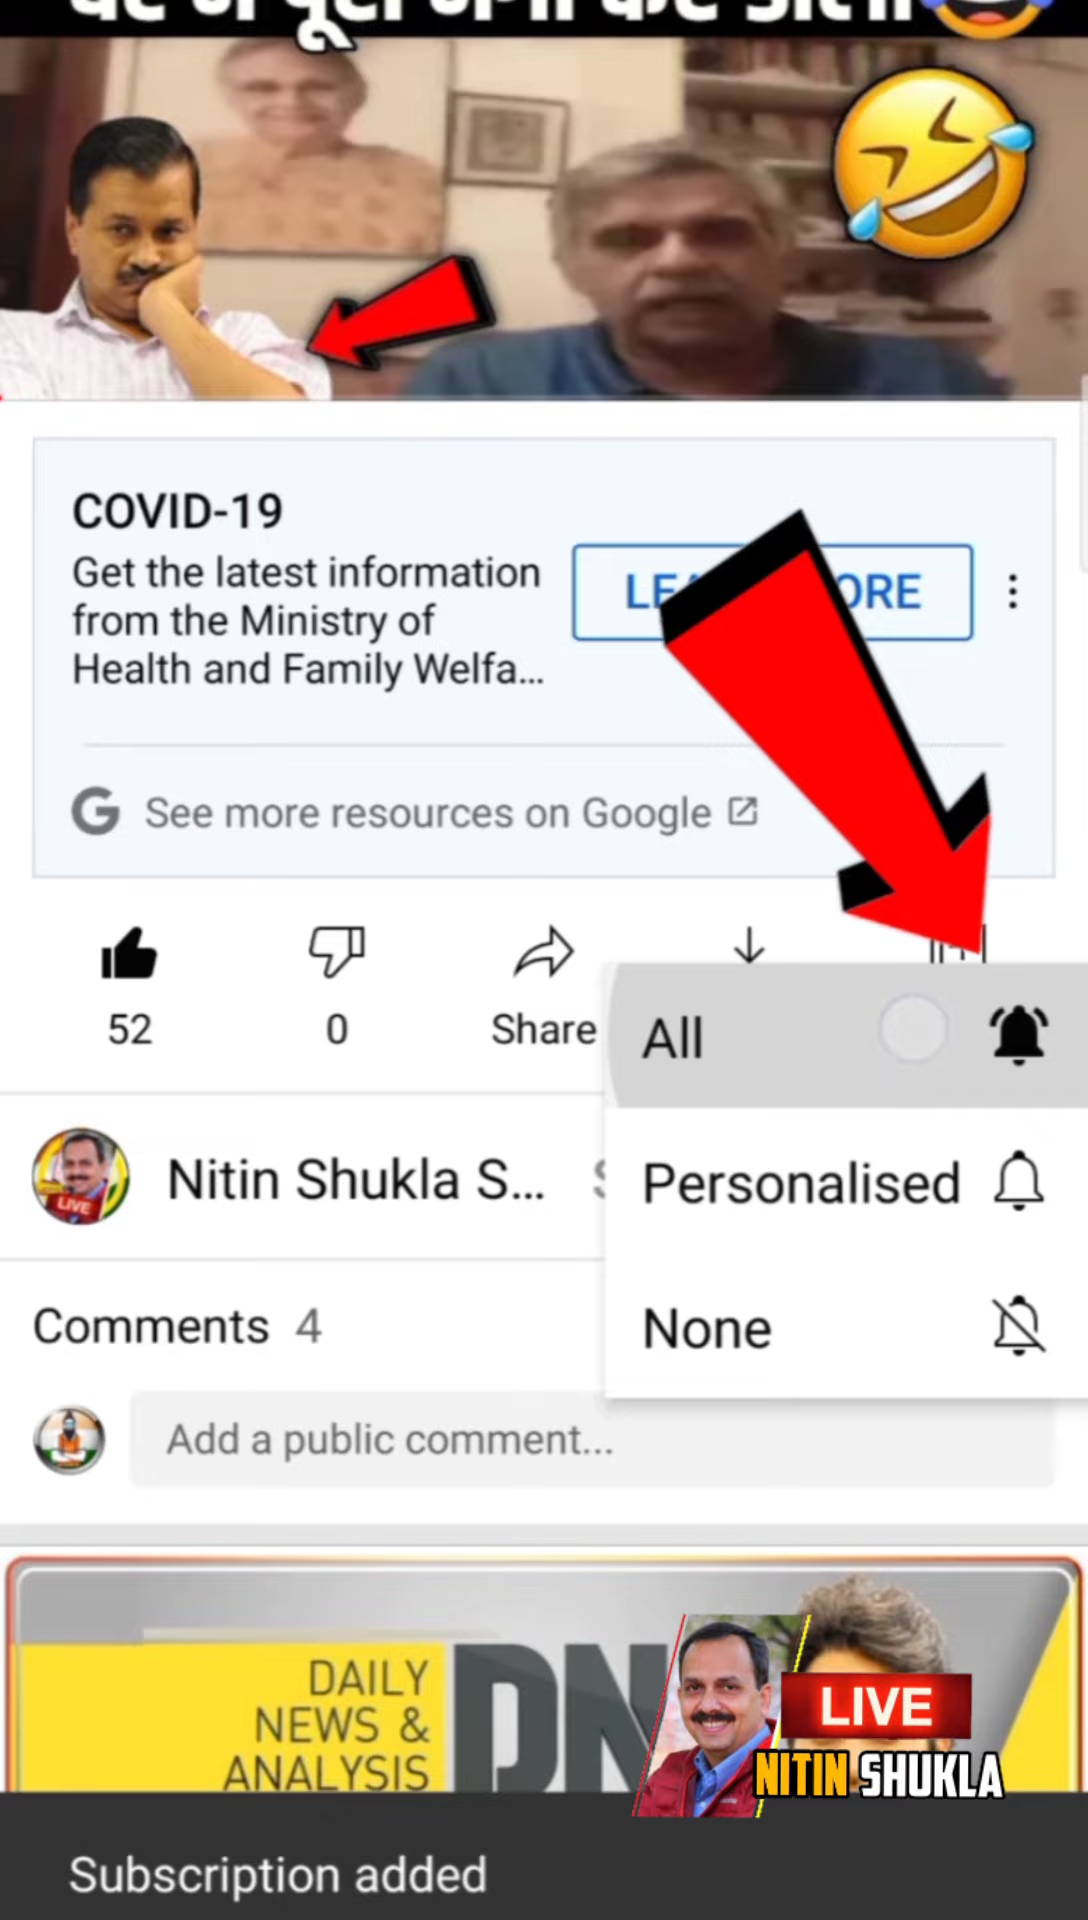 COVID-19
Get the latest information
from the Ministry of
Health and Family Welfa...
G See more resources on Google
52
0
Share
All
Personalised
None
LIVE
Nitin Shukla S...
Comments 4
Add a public comment...
DAILY
NEWS &
ANALYSIS
DN
LIVE
NITIN SHUKLA
Subscription added